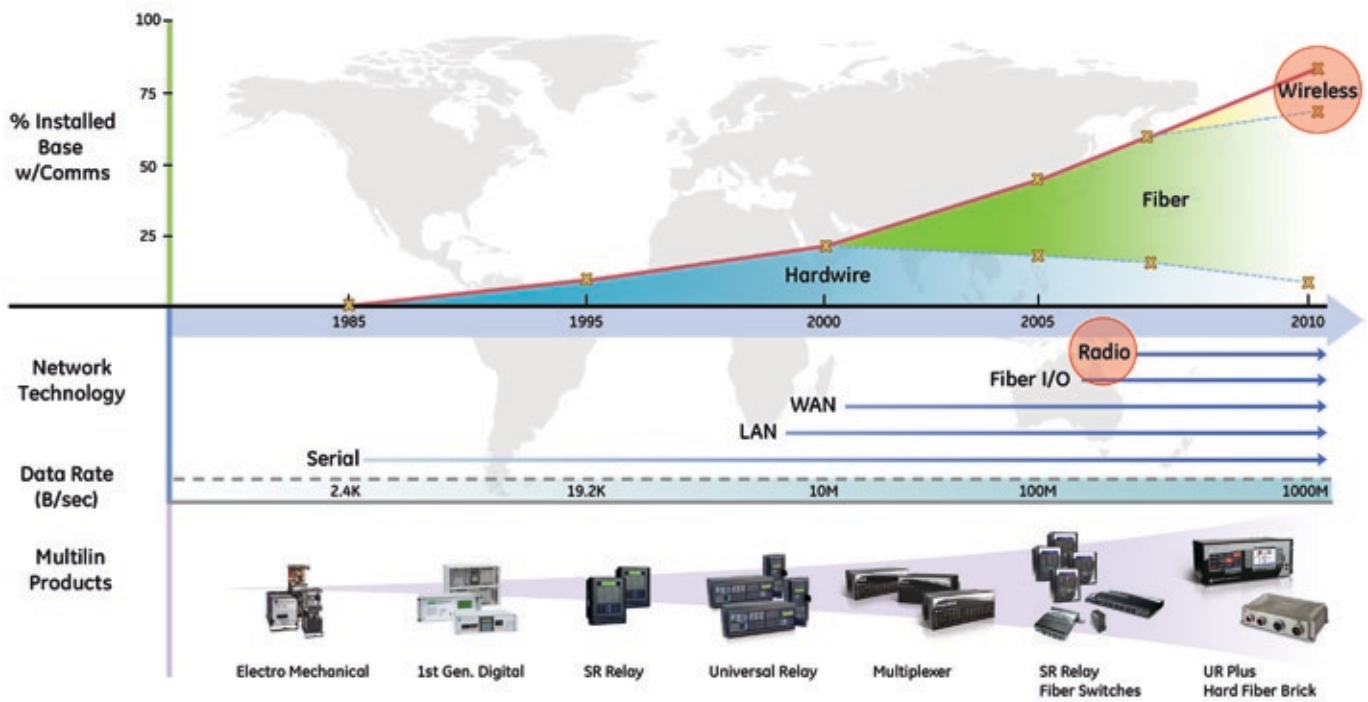 100
75
50
25
% Installed
Base
w/Comms
Wireless
Fiber
Hardwire
1985
1995
2000
2005
2010
Network
Technology
Radio
Fiber I/O
WAN
LAN
Serial
Data Rate
(B/sec)
2.4K
19.2K
10M
100M
1000M
Multilin
Products
Electro Mechanical
1st Gen. Digital
SR Relay
Universal Relay
Multiplexer
SR Relay
Fiber Switches
UR Plus
Hard Fiber Brick